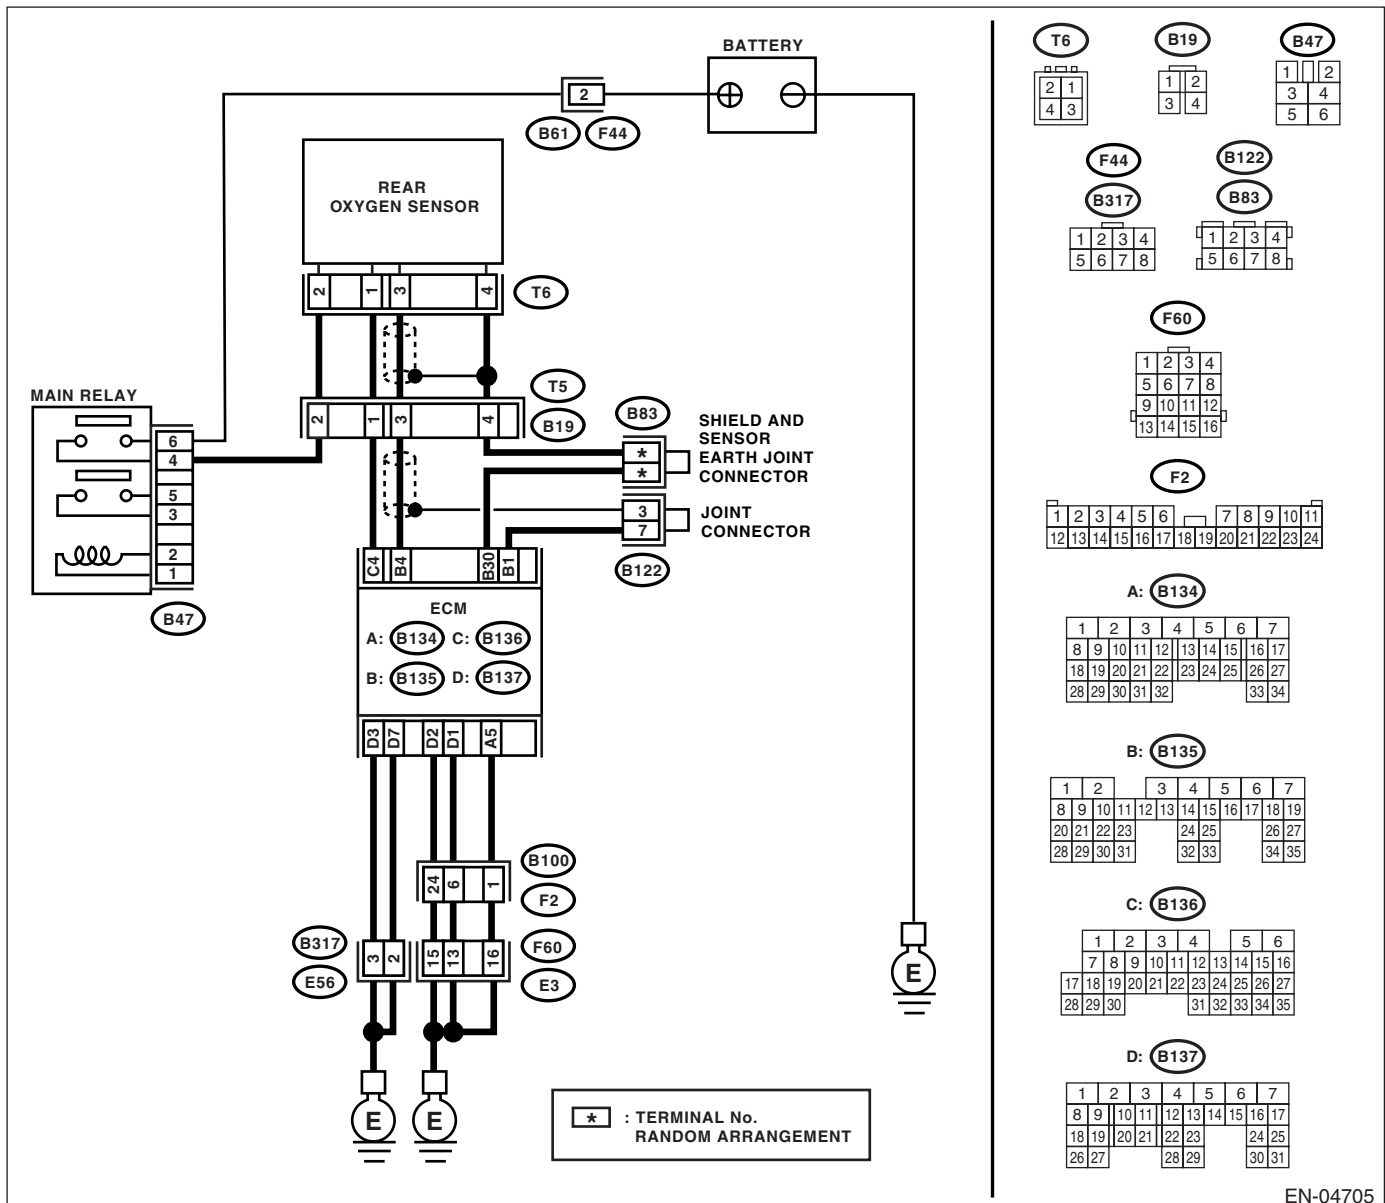 BATTERY
2
B61 F44
REAR
OXYGEN SENSOR
2 1 3 4
T6
MAIN RELAY
6
4
5
3
2
1
B47
2 1 3 4
T5
B19
B83
*
*
SHIELD AND
SENSOR
EARTH JOINT
CONNECTOR
3
7
JOINT
CONNECTOR
B122
C4 B4 B30 B1
ECM
A: B134 C: B136
B: B135 D: B137
D3 D7 D2 D1 A5
24 6 1
B100
F2
B317
E56
3 2
15 13 16
F60
E3
E E E
* : TERMINAL No.
RANDOM ARRANGEMENT
T6
2 1
4 3
B19
1 2
3 4
B47
1 2
3 4
5 6
F44
B317
1 2 3 4
5 6 7 8
B122
B83
1 2 3 4
5 6 7 8
F60
1 2 3 4
5 6 7 8
9 10 11 12
13 14 15 16
F2
1 2 3 4 5 6 7 8 9 10 11
12 13 14 15 16 17 18 19 20 21 22 23 24
A: B134
1 2 3 4 5 6 7
8 9 10 11 12 13 14 15 16 17
18 19 20 21 22 23 24 25 26 27
28 29 30 31 32 33 34
B: B135
1 2 3 4 5 6 7
8 9 10 11 12 13 14 15 16 17 18 19
20 21 22 23 24 25 26 27
28 29 30 31 32 33 34 35
C: B136
1 2 3 4 5 6
7 8 9 10 11 12 13 14 15 16
17 18 19 20 21 22 23 24 25 26 27
28 29 30 31 32 33 34 35
D: B137
1 2 3 4 5 6 7
8 9 10 11 12 13 14 15 16 17
18 19 20 21 22 23 24 25
26 27 28 29 30 31
EN-04705